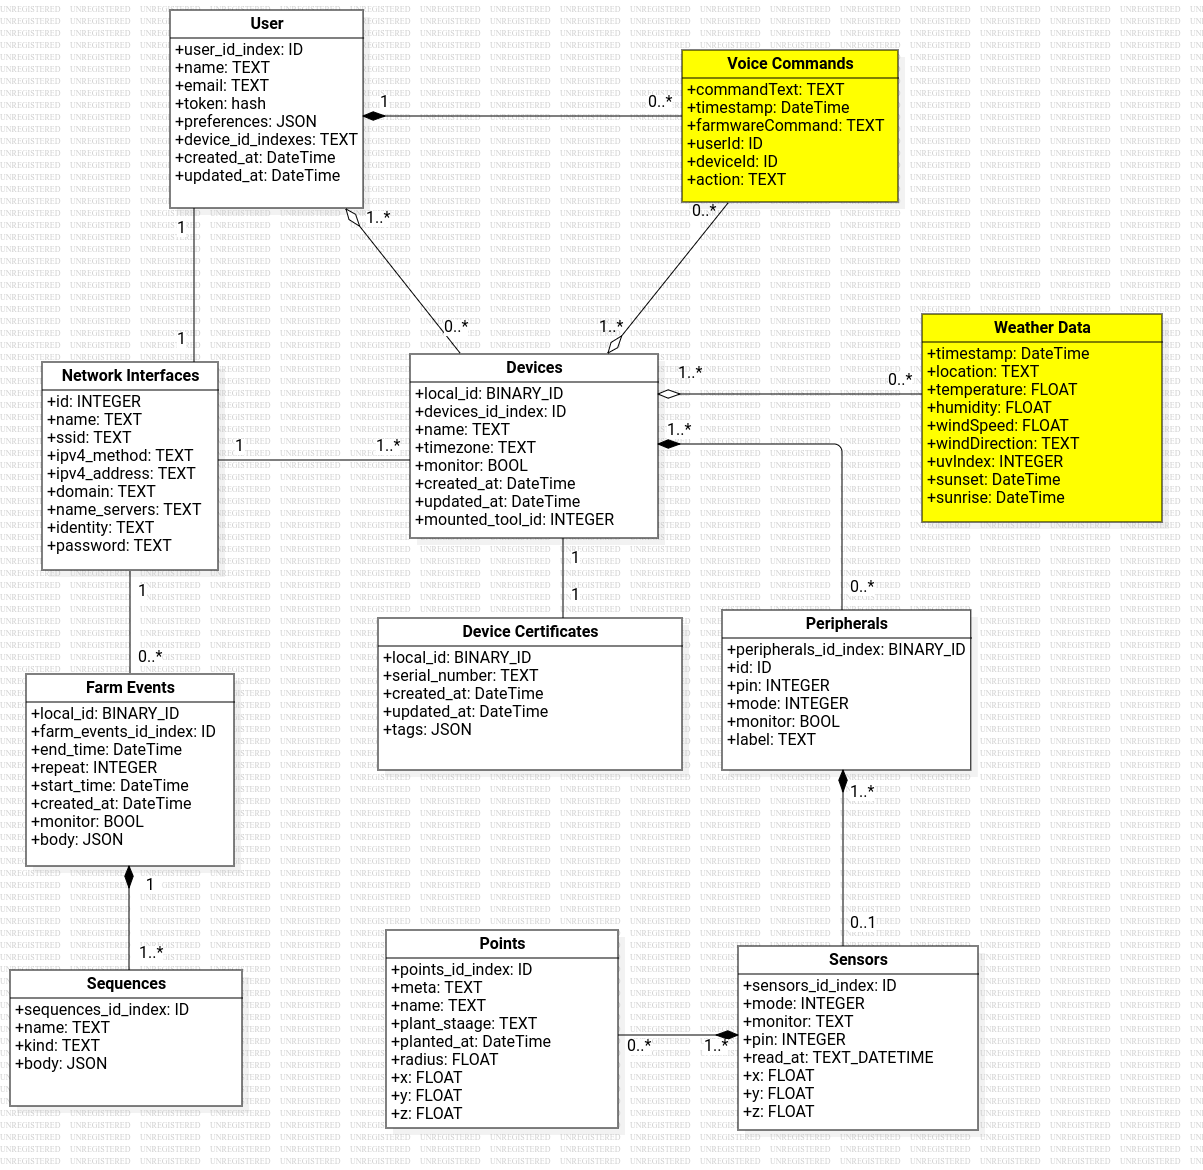 User
+user_id_index: ID
+name: TEXT
+email: TEXT
+token: hash
+preferences: JSON
+device_id_indexes: TEXT
+created_at: DateTime
+updated_at: DateTime
Voice Commands
+commandText: TEXT
+timestamp: DateTime
+farmwareCommand: TEXT
+userId: ID
+deviceId: ID
+action: TEXT
1
0..*
1
1..*
0..*
1
0..*
1..*
Network Interfaces
+id: INTEGER
+name: TEXT
+ssid: TEXT
+ipv4_method: TEXT
+ipv4_address: TEXT
+domain: TEXT
+name_servers: TEXT
+identity: TEXT
+password: TEXT
Devices
+local_id: BINARY_ID
+devices_id_index: ID
+name: TEXT
+timezone: TEXT
+monitor: BOOL
+created_at: DateTime
+updated_at: DateTime
+mounted_tool_id: INTEGER
Weather Data
+timestamp: DateTime
+location: TEXT
+temperature: FLOAT
+humidity: FLOAT
+windSpeed: FLOAT
+windDirection: TEXT
+uvIndex: INTEGER
+sunset: DateTime
+sunrise: DateTime
1..*
0..*
1..*
1
1..*
1
1
0..*
1
0..*
Device Certificates
+local_id: BINARY_ID
+serial_number: TEXT
+created_at: DateTime
+updated_at: DateTime
+tags: JSON
Peripherals
+peripherals_id_index: BINARY_ID
+id: ID
+pin: INTEGER
+mode: INTEGER
+monitor: BOOL
+label: TEXT
Farm Events
+local_id: BINARY_ID
+farm_events_id_index: ID
+end_time: DateTime
+repeat: INTEGER
+start_time: DateTime
+created_at: DateTime
+monitor: BOOL
+body: JSON
1..*
0..1
1
1..*
Sequences
+sequences_id_index: ID
+name: TEXT
+kind: TEXT
+body: JSON
Points
+points_id_index: ID
+meta: TEXT
+name: TEXT
+plant_staage: TEXT
+planted_at: DateTime
+radius: FLOAT
+x: FLOAT
+y: FLOAT
+z: FLOAT
0..*
1..*
Sensors
+sensors_id_index: ID
+mode: INTEGER
+monitor: TEXT
+pin: INTEGER
+read_at: TEXT_DATETIME
+x: FLOAT
+y: FLOAT
+z: FLOAT